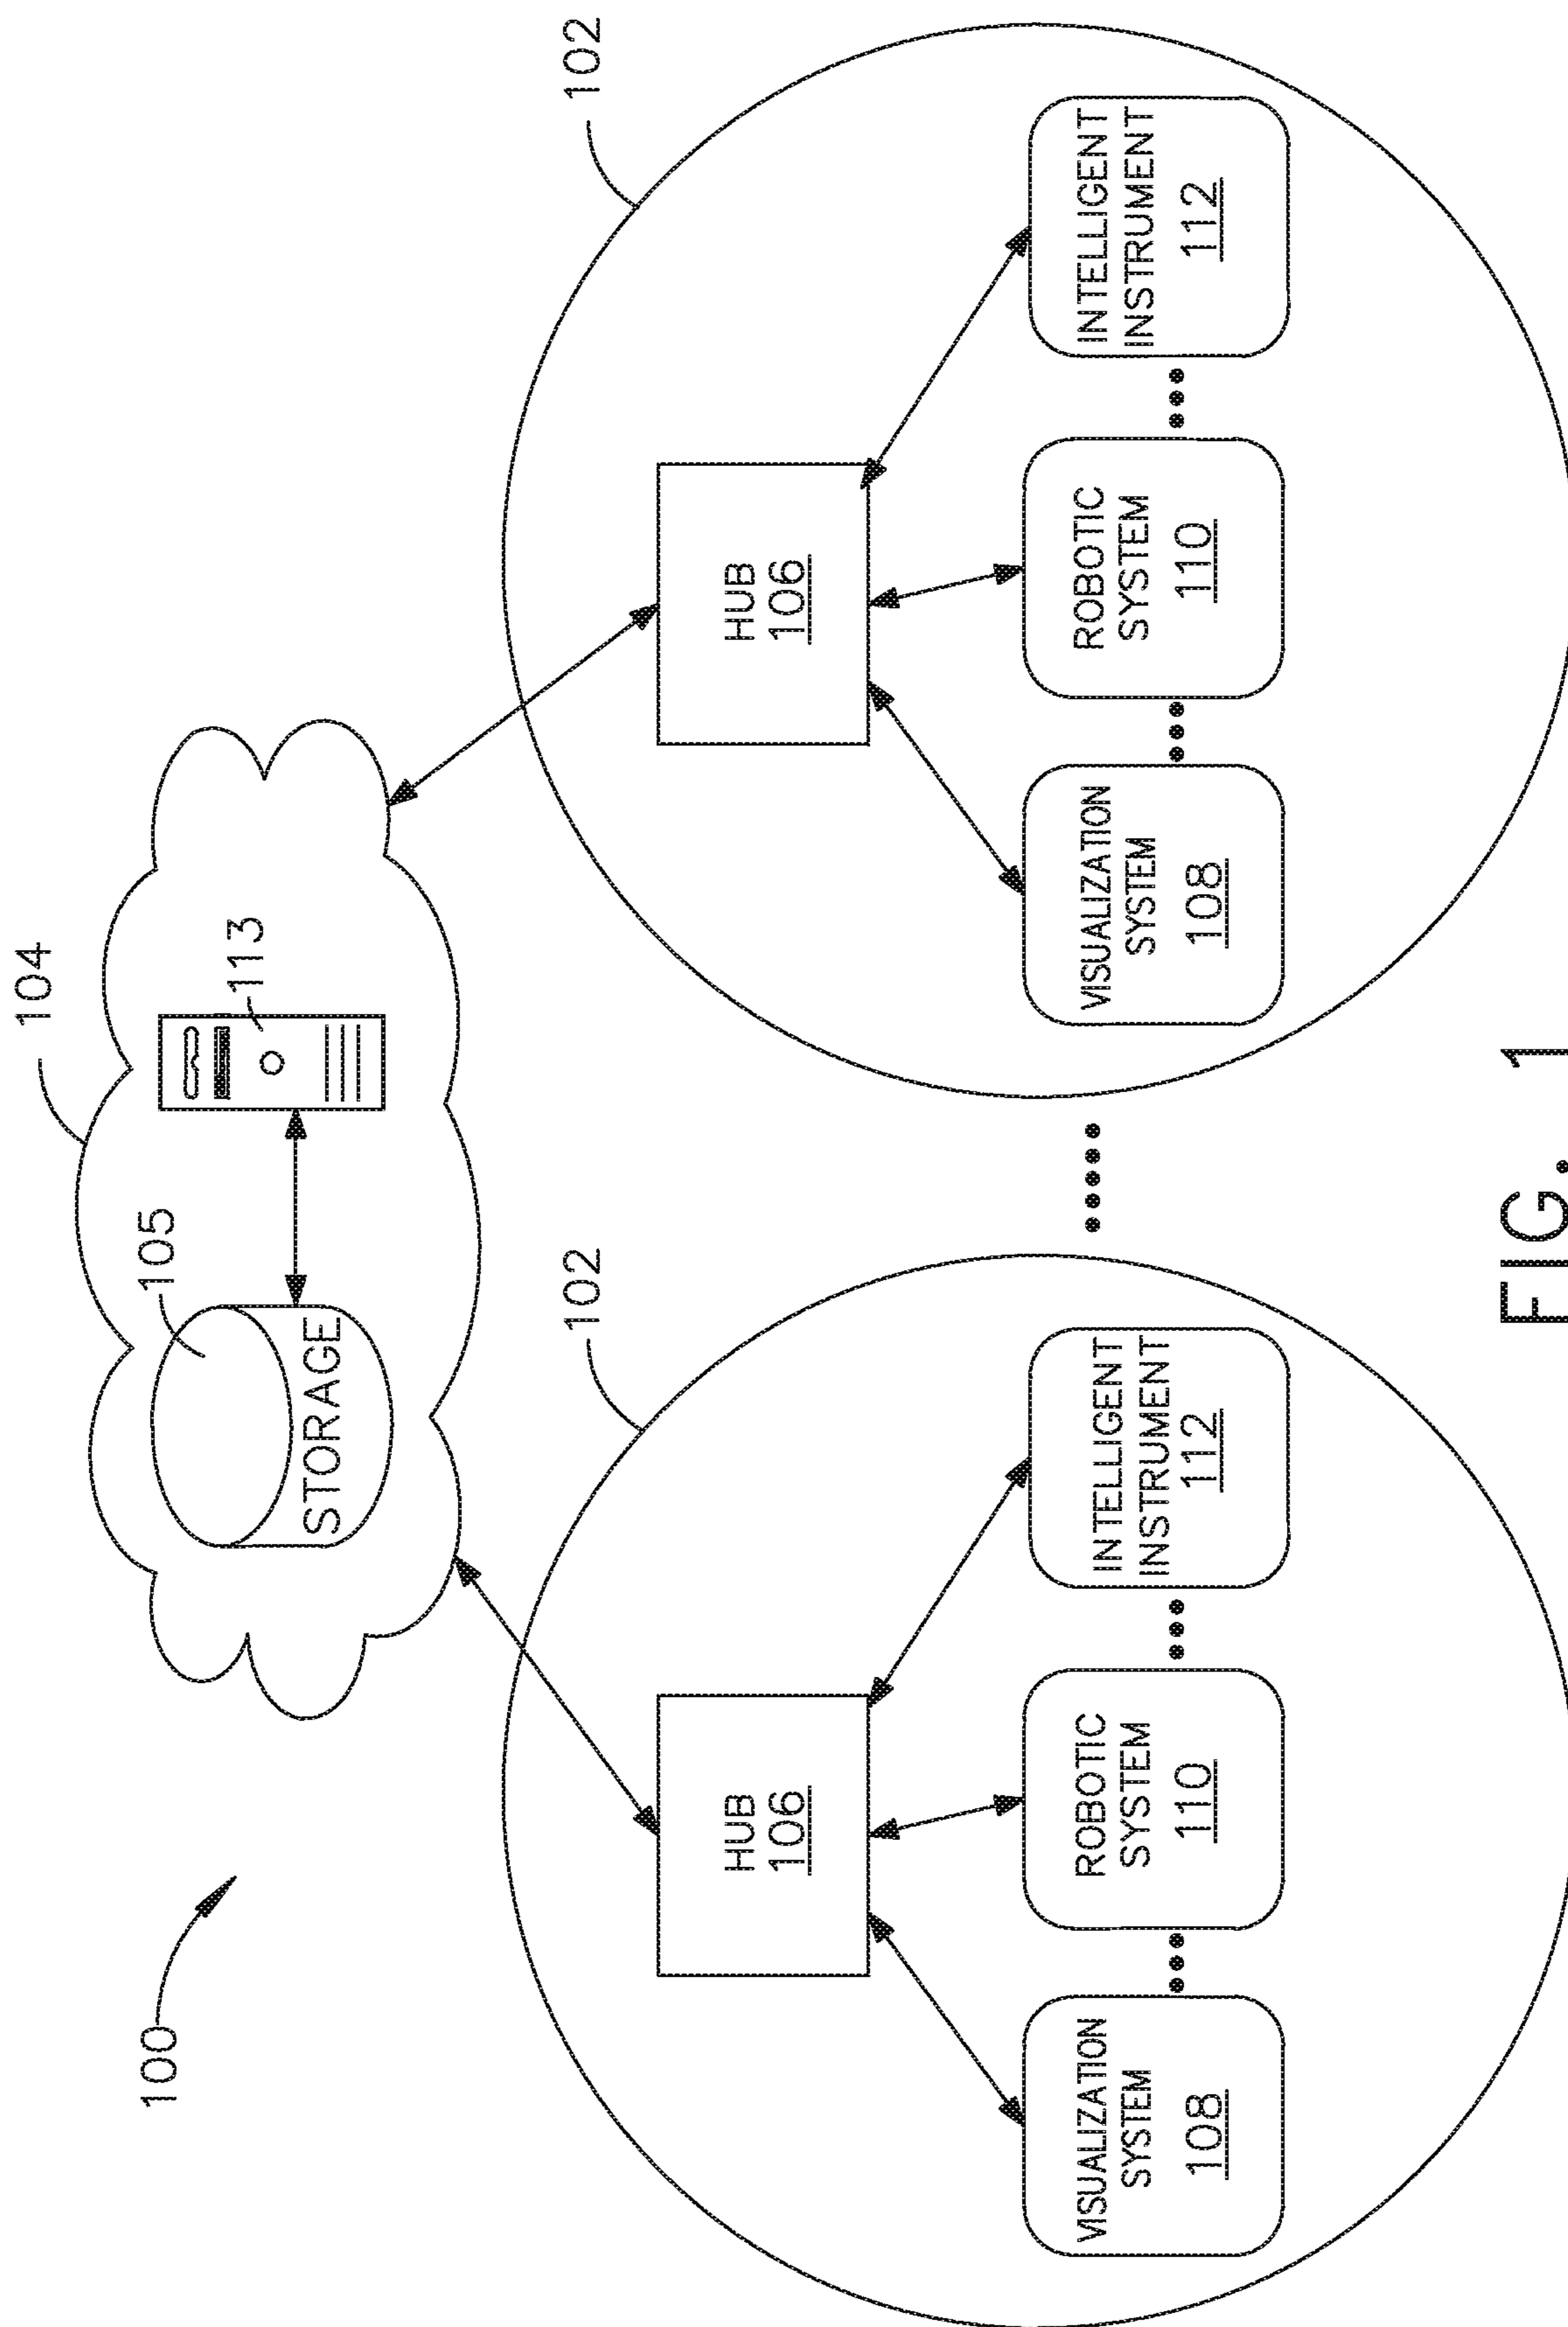 104
105
113
STORAGE
100
102
102
HUB
106
HUB
106
VISUALIZATION
SYSTEM
108
ROBOTIC
SYSTEM
110
INTELLIGENT
INSTRUMENT
112
VISUALIZATION
SYSTEM
108
ROBOTIC
SYSTEM
110
INTELLIGENT
INSTRUMENT
112
FIG. 1